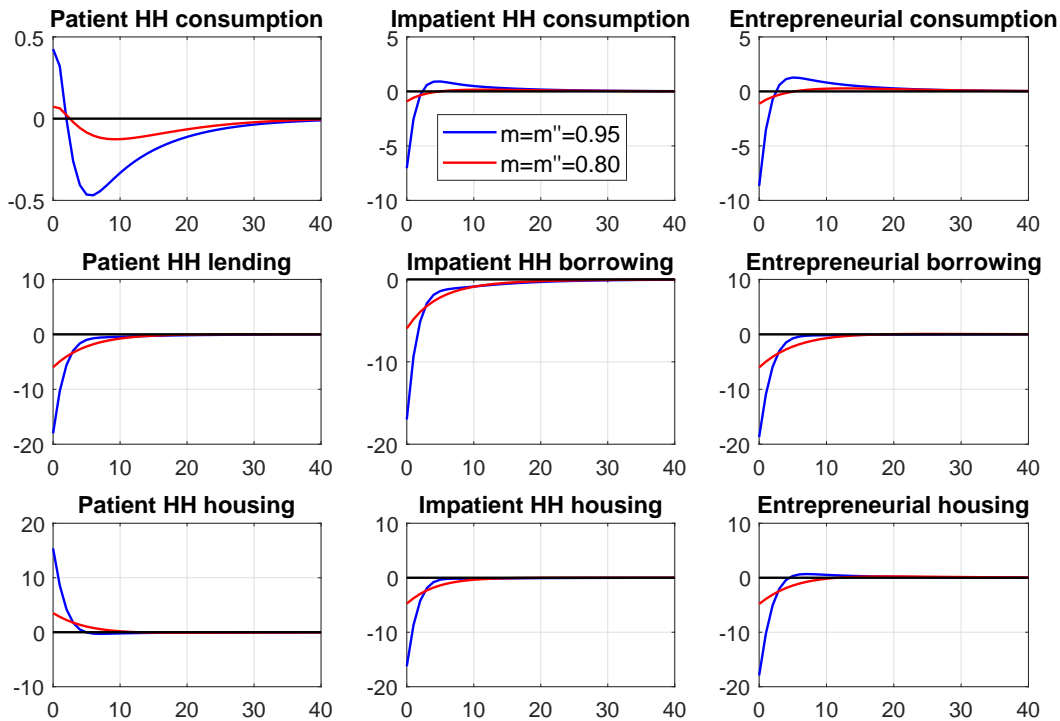 Patient HH consumption
0.5
0
-0.5
0 10 20 30 40
Impatient HH consumption
5
0
-5
-10
0 10 20 30 40
m=m"=0.95
m=m"=0.80
Entrepreneurial consumption
5
0
-5
-10
0 10 20 30 40
Patient HH lending
10
0
-10
-20
0 10 20 30 40
Impatient HH borrowing
0
-10
-20
0 10 20 30 40
Entrepreneurial borrowing
10
0
-10
-20
0 10 20 30 40
Patient HH housing
20
10
0
-10
0 10 20 30 40
Impatient HH housing
10
0
-10
-20
0 10 20 30 40
Entrepreneurial housing
10
0
-10
-20
0 10 20 30 40